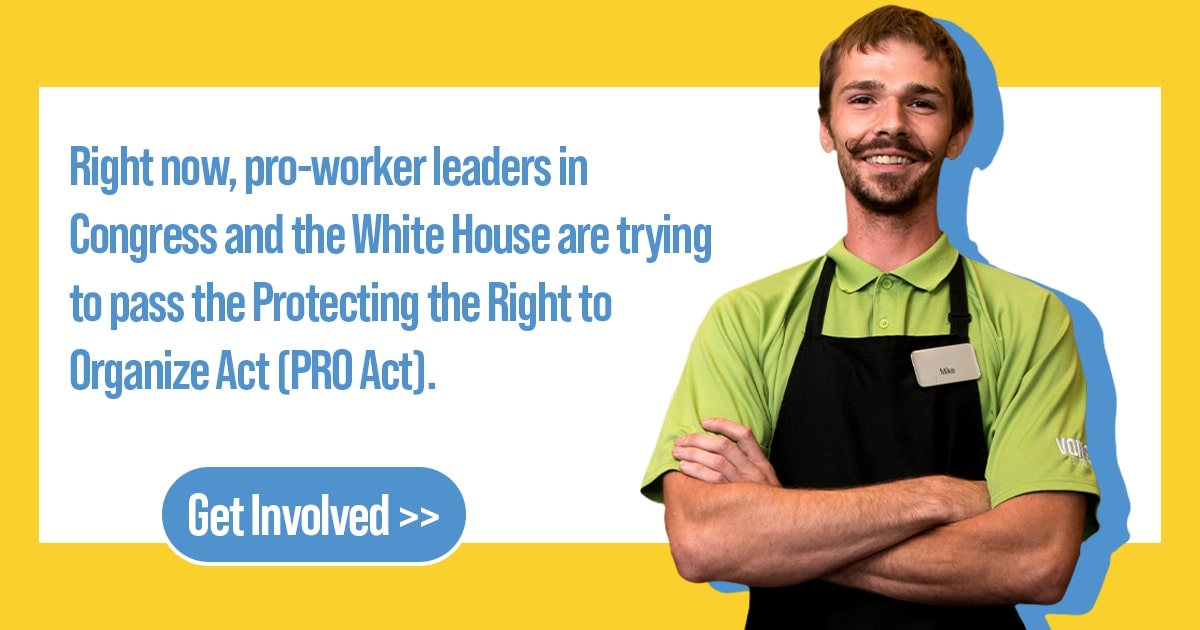 Right now, pro-worker leaders in
Congress and the White House are trying
to pass the Protecting the Right to
Organize Act (PRO Act).
Mike
Get Involved >>